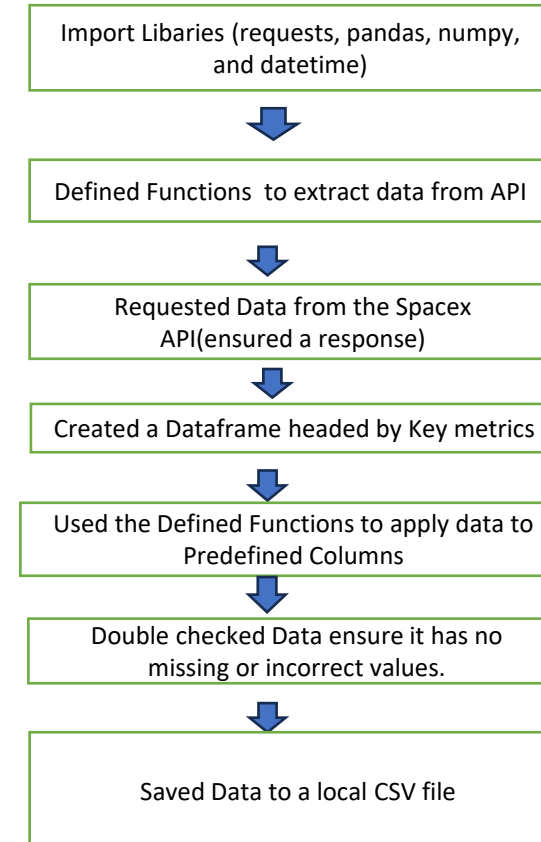 Import Libaries (requests, pandas, numpy,
and datetime)
Defined Functions  to extract data from API
Requested Data from the Spacex
API(ensured a response)
Created a Dataframe headed by Key metrics
Used the Defined Functions to apply data to
Predefined Columns
Double checked Data ensure it has no
missing or incorrect values.
Saved Data to a local CSV file